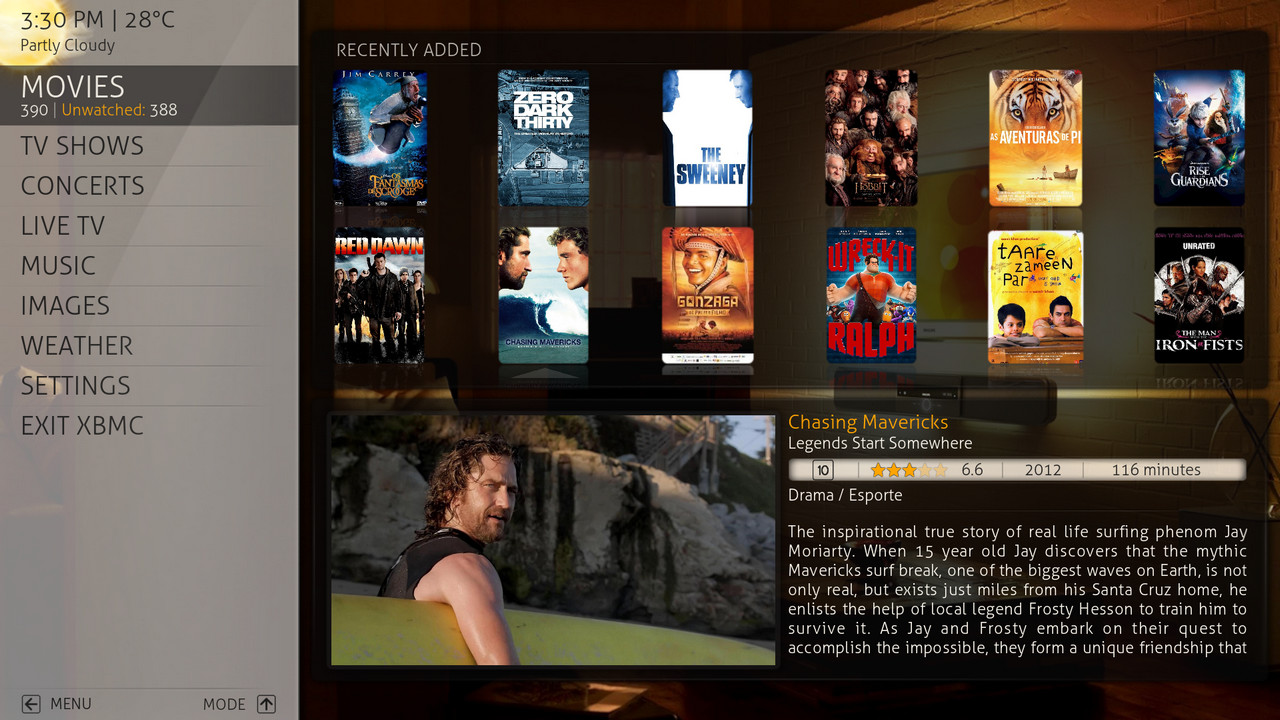 3:30 PM | 28°C
Partly Cloudy
MOVIES
390 | Unwatched: 388
TV SHOWS
CONCERTS
LIVE TV
MUSIC
IMAGES
WEATHER
SETTINGS
EXIT XBMC
MENU
MODE
RECENTLY ADDED
JIM CARREY
OS FANTASMAS DE SCROOGE
ZERO
DARK
THIRTY
THE
SWEENEY
THE HOBBIT
AS AVENTURAS DE PI
RISE
OF THE
GUARDIANS
RED DAWN
CHASING MAVERICKS
GONZAGA
WRECK-IT
RALPH
tAAre
zameeN
Par
UNRATED
THE MAN
WITH THE
IRON FISTS
Chasing Mavericks
Legends Start Somewhere
10 6.6 2012 116 minutes
Drama / Esporte
The inspirational true story of real life surfing phenom Jay
Moriarty. When 15 year old Jay discovers that the mythic
Mavericks surf break, one of the biggest waves on Earth, is not
only real, but exists just miles from his Santa Cruz home, he
enlists the help of local legend Frosty Hesson to train him to
survive it. As Jay and Frosty embark on their quest to
accomplish the impossible, they form a unique friendship that